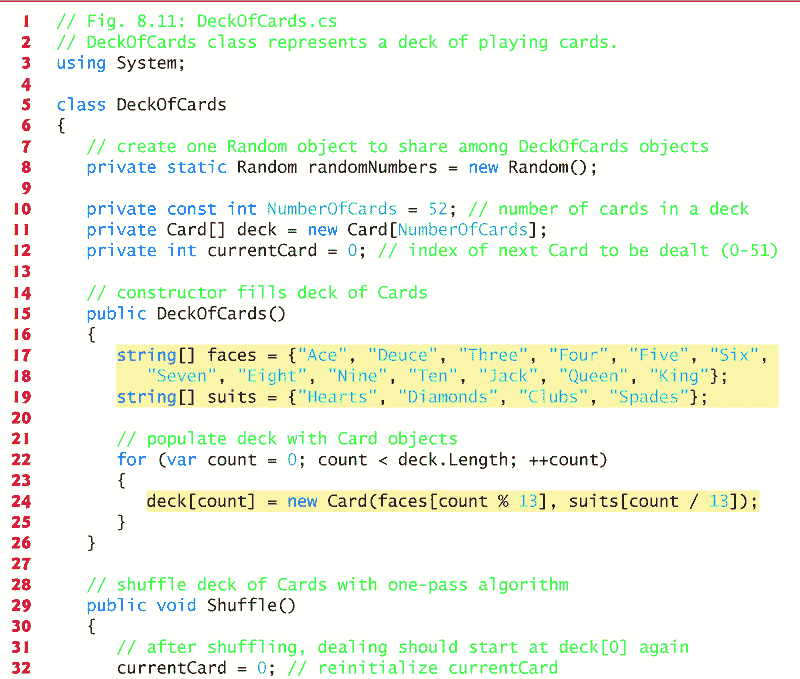 1 // Fig. 8.11: DeckOfCards.cs
2 // DeckOfCards class represents a deck of playing cards.
3 using System;
4
5 class DeckOfCards
6 {
7 // create one Random object to share among DeckOfCards objects
8 private static Random randomNumbers = new Random();
9
10 private const int NumberOfCards = 52; // number of cards in a deck
11 private Card[] deck = new Card[NumberOfCards];
12 private int currentCard = 0; // index of next Card to be dealt (0-51)
13
14 // constructor fills deck of Cards
15 public DeckOfCards()
16 {
17 string[] faces = {"Ace", "Deuce", "Three", "Four", "Five", "Six",
18 "Seven", "Eight", "Nine", "Ten", "Jack", "Queen", "King"};
19 string[] suits = {"Hearts", "Diamonds", "Clubs", "Spades"};
20
21 // populate deck with Card objects
22 for (var count = 0; count < deck.Length; ++count)
23 {
24 deck[count] = new Card(faces[count % 13], suits[count / 13]);
25 }
26 }
27
28 // shuffle deck of Cards with one-pass algorithm
29 public void Shuffle()
30 {
31 // after shuffling, dealing should start at deck[0] again
32 currentCard = 0; // reinitialize currentCard